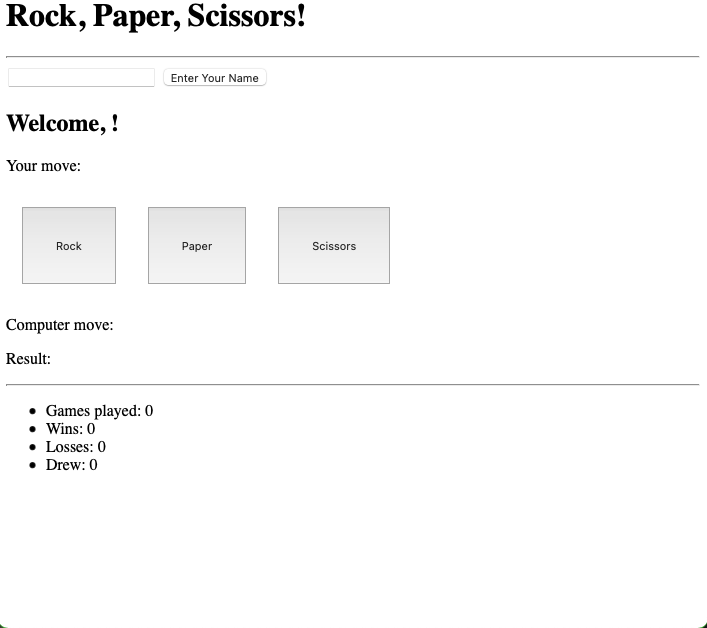 Rock, Paper, Scissors!
Enter Your Name
Welcome, !
Your move:
Rock Paper Scissors
Computer move:
Result:
Games played: 0
Wins: 0
Losses: 0
Drew: 0